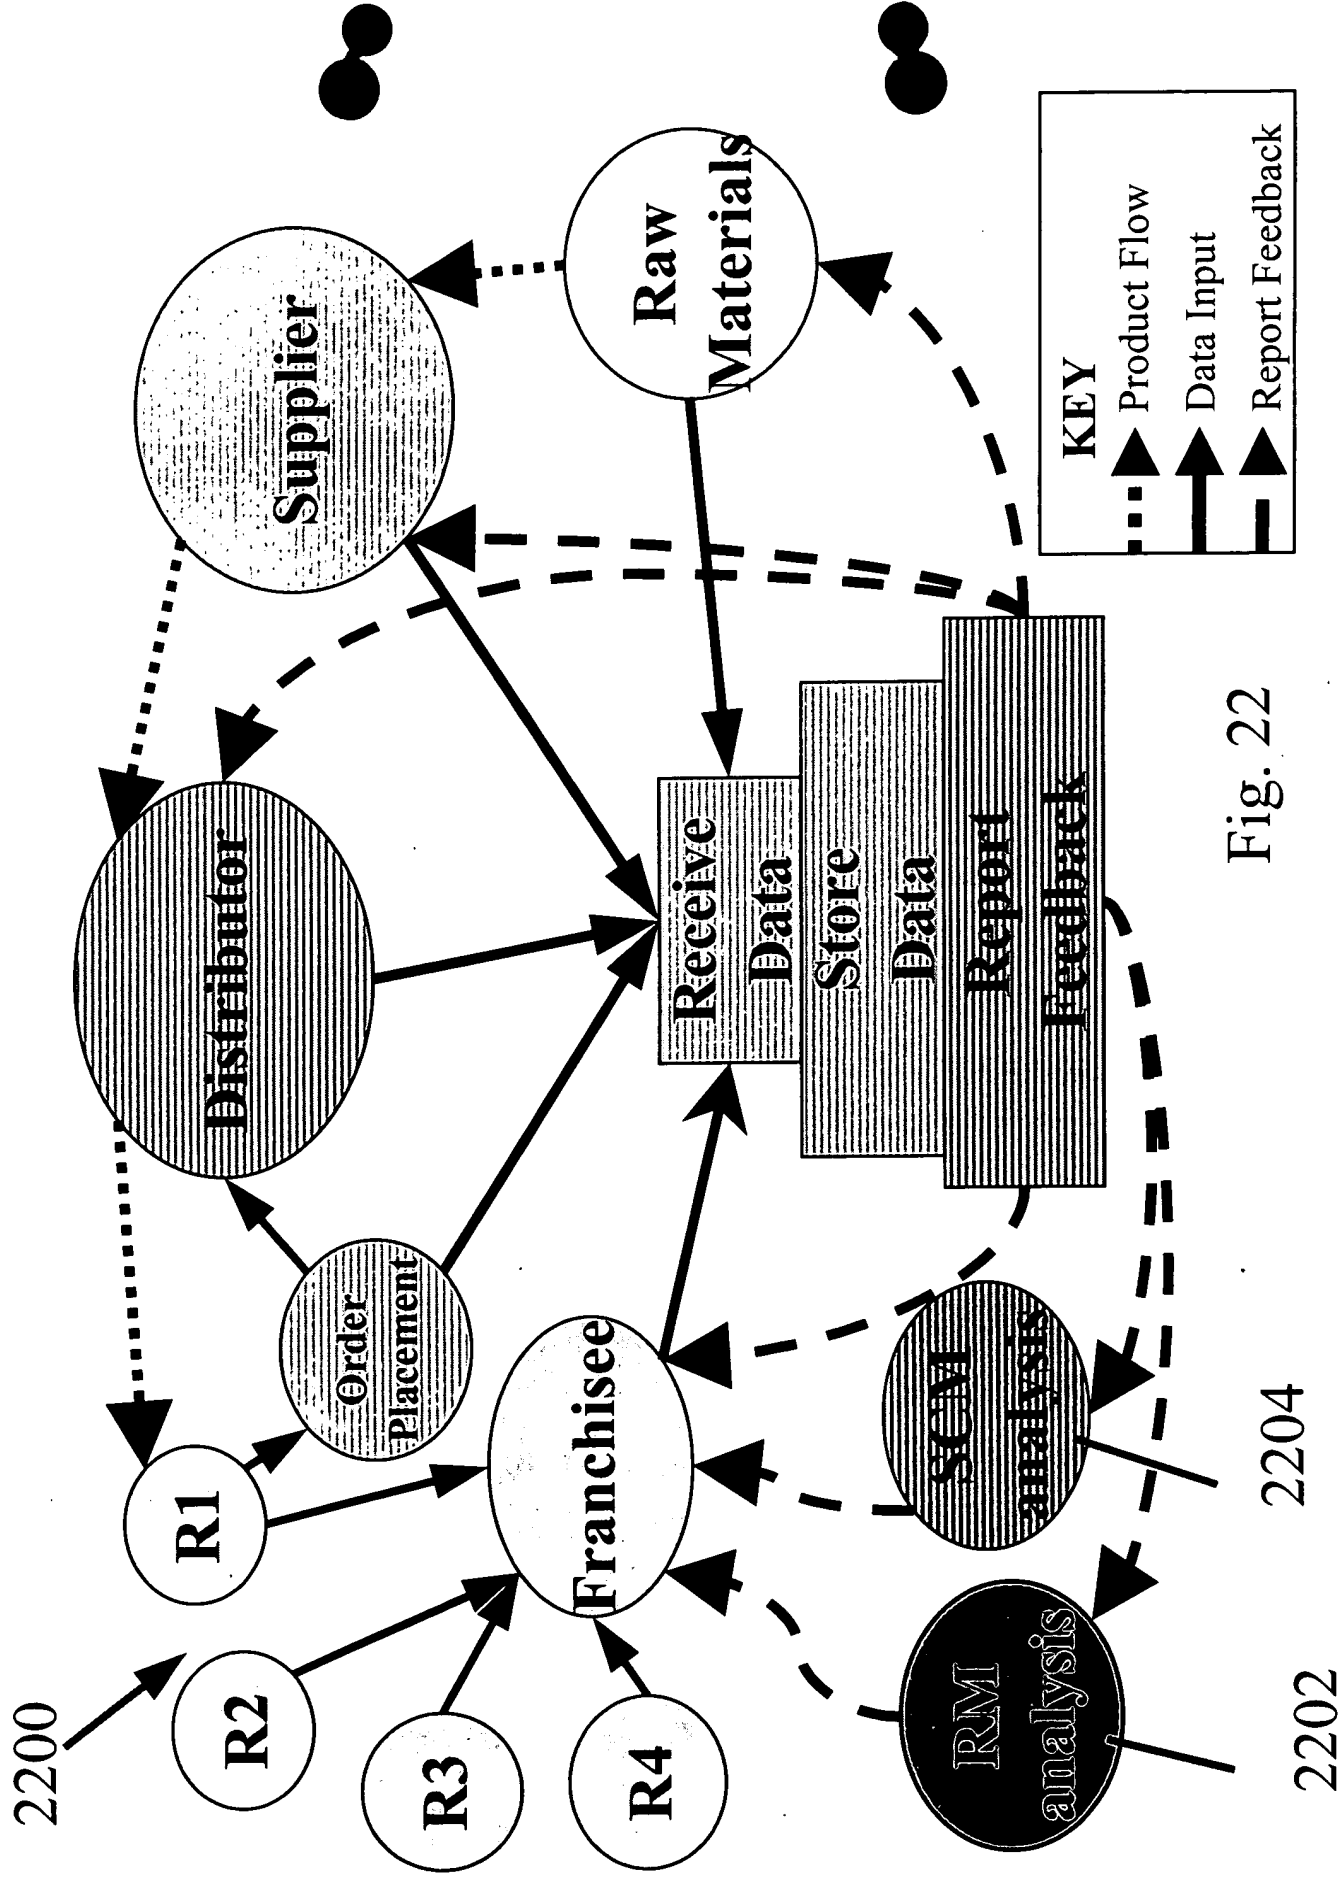 2200
R1
R2
R3
R4
Order
Placement
Distributor
Supplier
Franchisee
Raw
Materials
Receive
Data
Store
Data
Report
Feedback
RM
analysis
SCM
analysis
2202
2204
KEY
Product Flow
Data Input
Report Feedback
Fig. 22